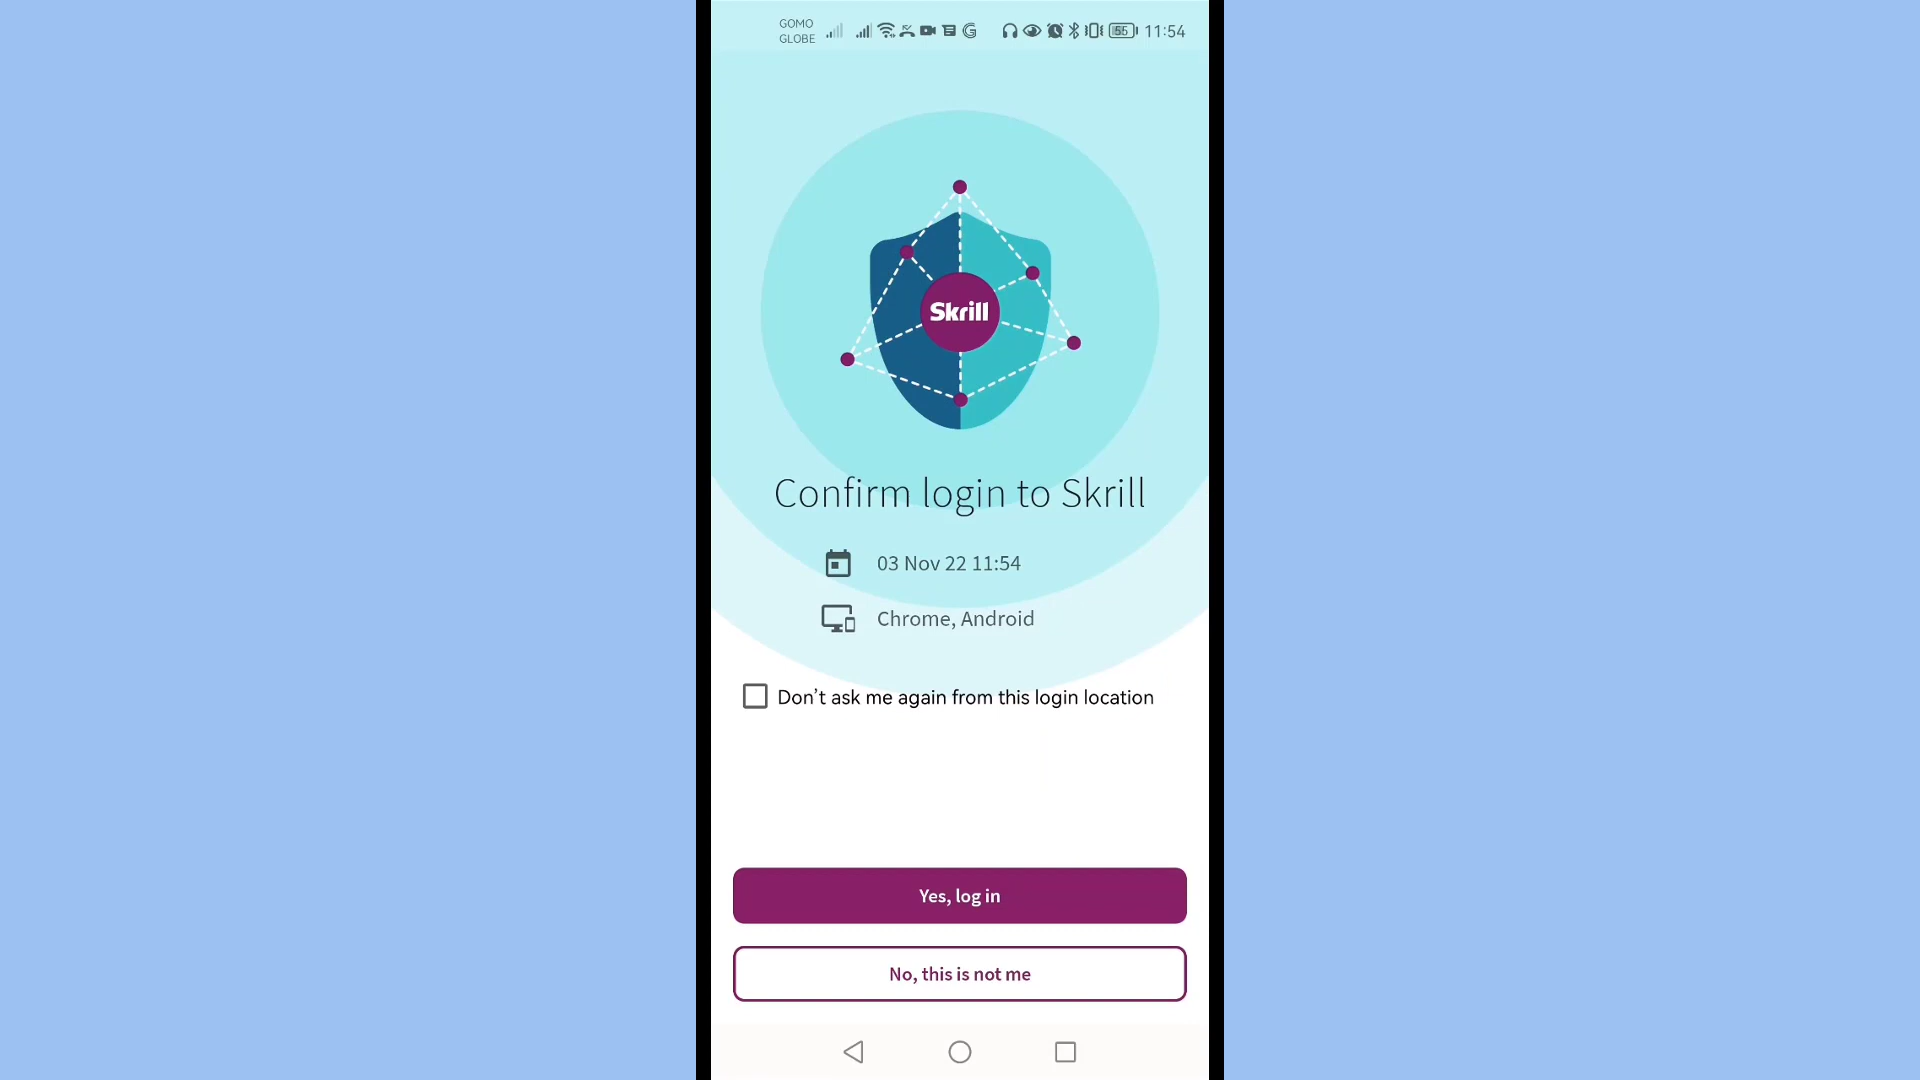 GOMO
GLOBE
55
11:54
Skrill
Confirm login to Skrill
03 Nov 22 11:54
Chrome, Android
Don't ask me again from this login location
Yes, log in
No, this is not me